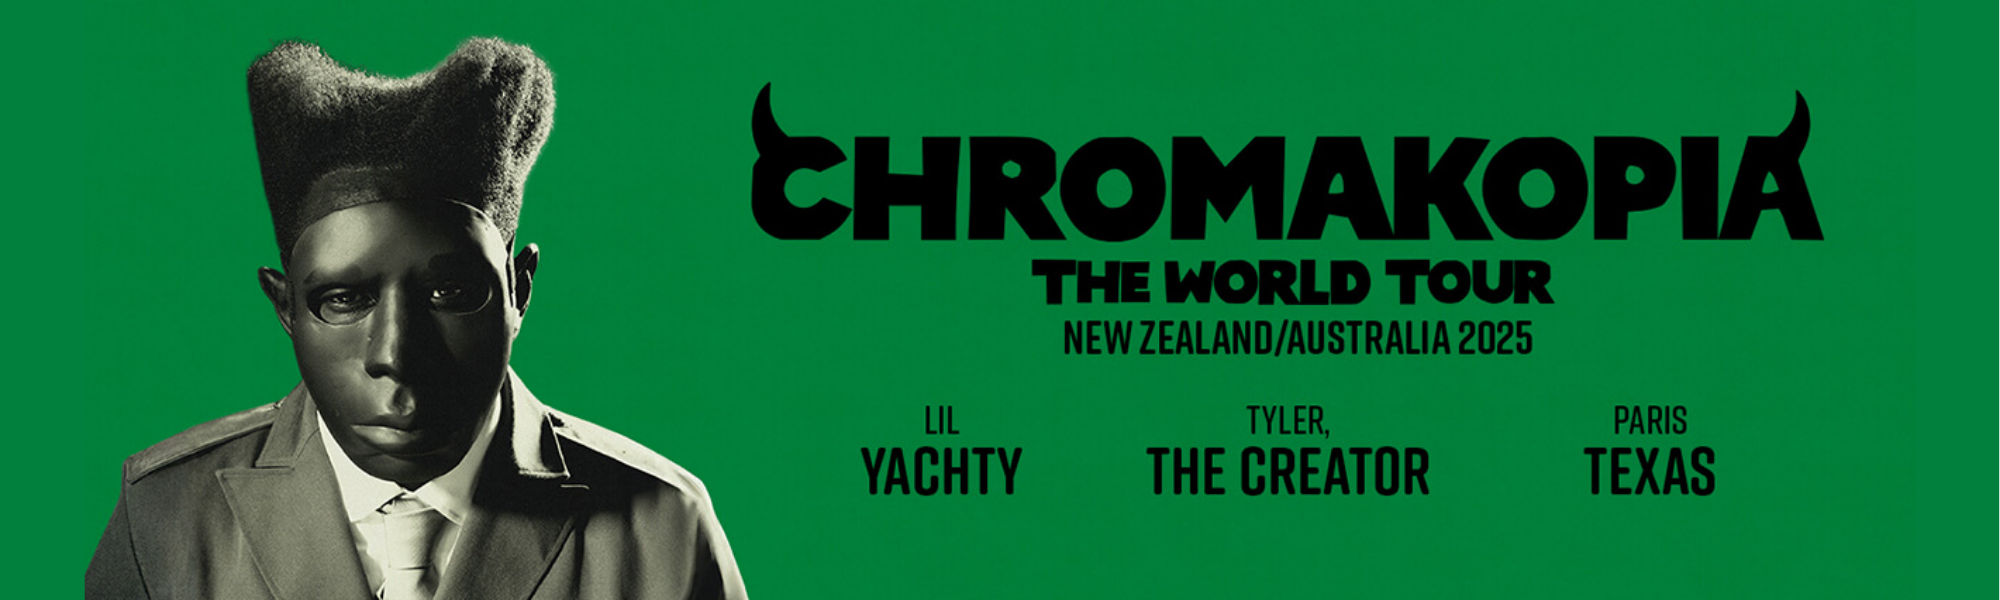 CHROMAKOPIA
THE WORLD TOUR
NEW ZEALAND/AUSTRALIA 2025
LIL
YACHTY
TYLER,
THE CREATOR
PARIS
TEXAS